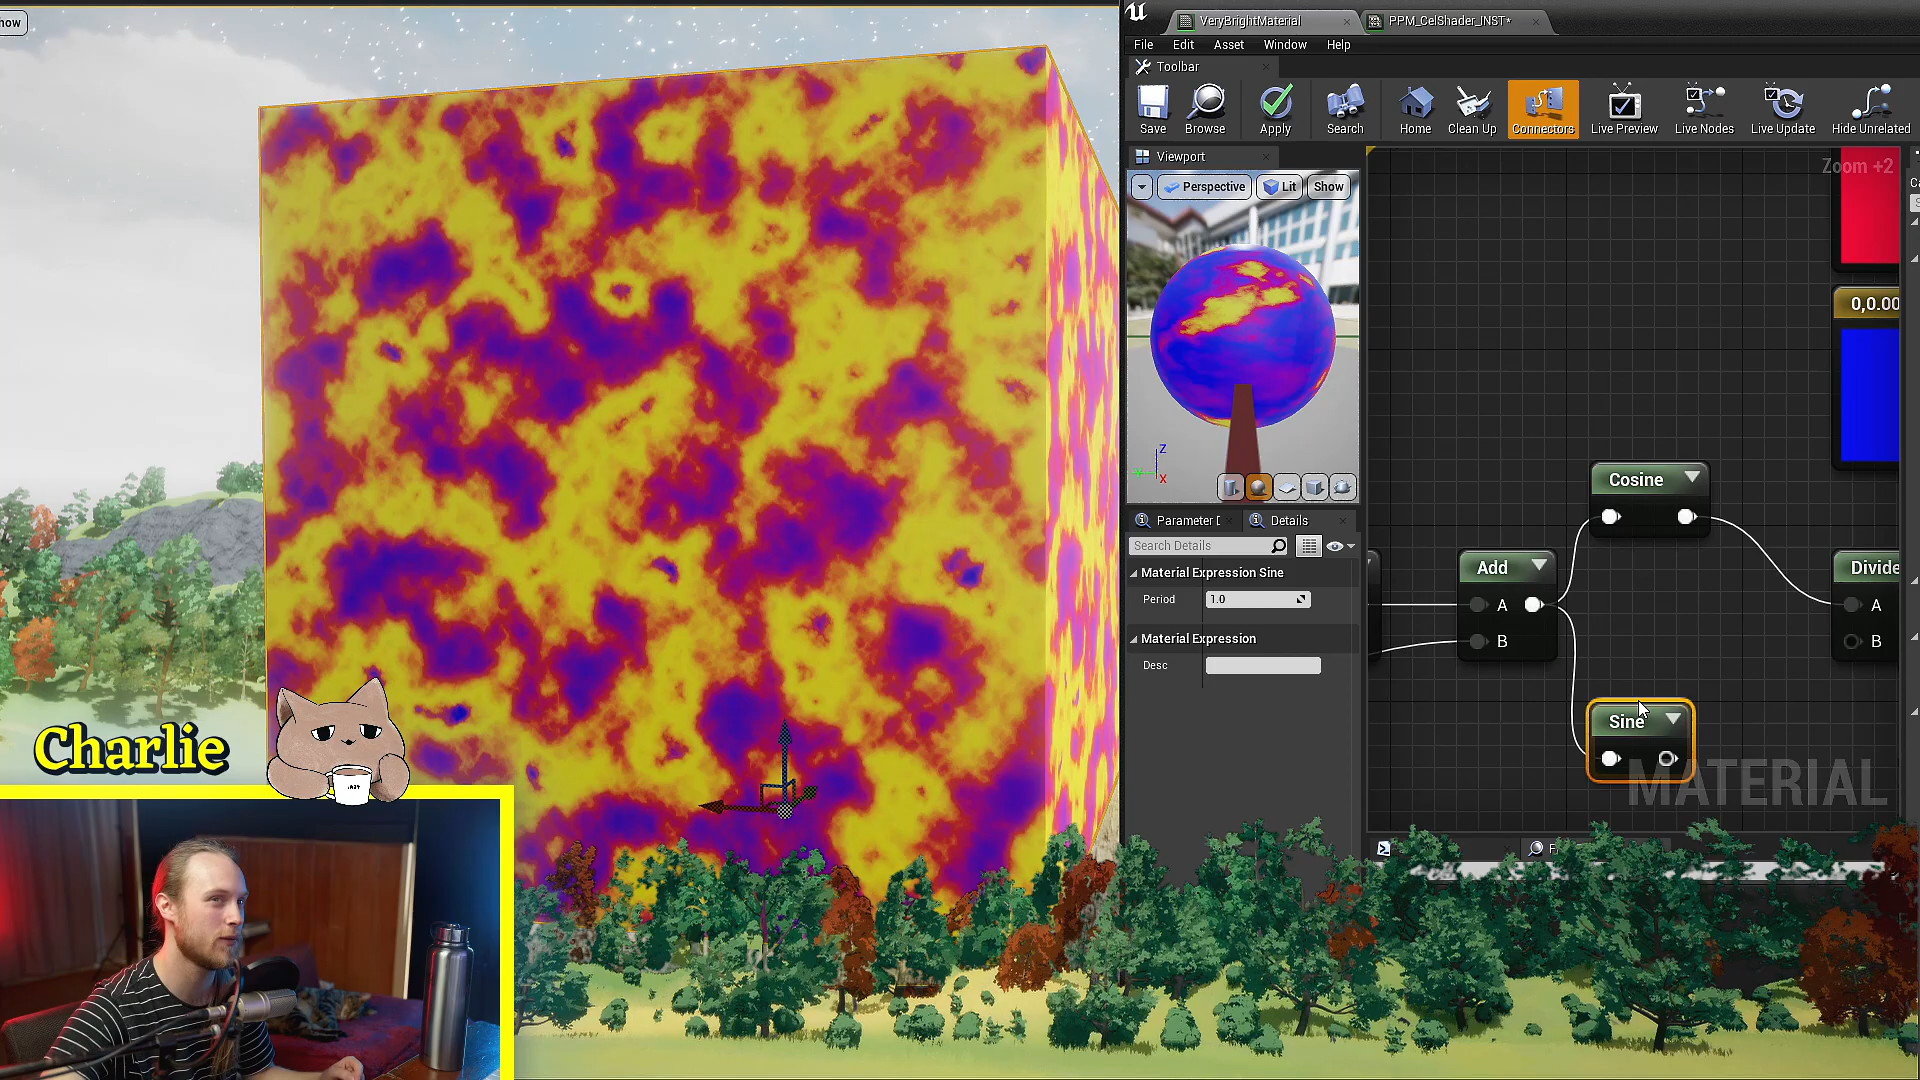 how
VeryBrightMaterial
PPM_CelShader_INST*
File Edit Asset Window Help
Toolbar
Save Browse Apply Search Home Clean Up Connectors Live Preview Live Nodes Live Update Hide Unrelated
Viewport
Perspective Lit Show
Zoom +2
0,0.00
Z
X
Cosine
Add
A
B
Divide
A
B
Sine
MATERIAL
Details
Search Details
Material Expression Sine
Period 1.0
Material Expression
Desc
Charlie